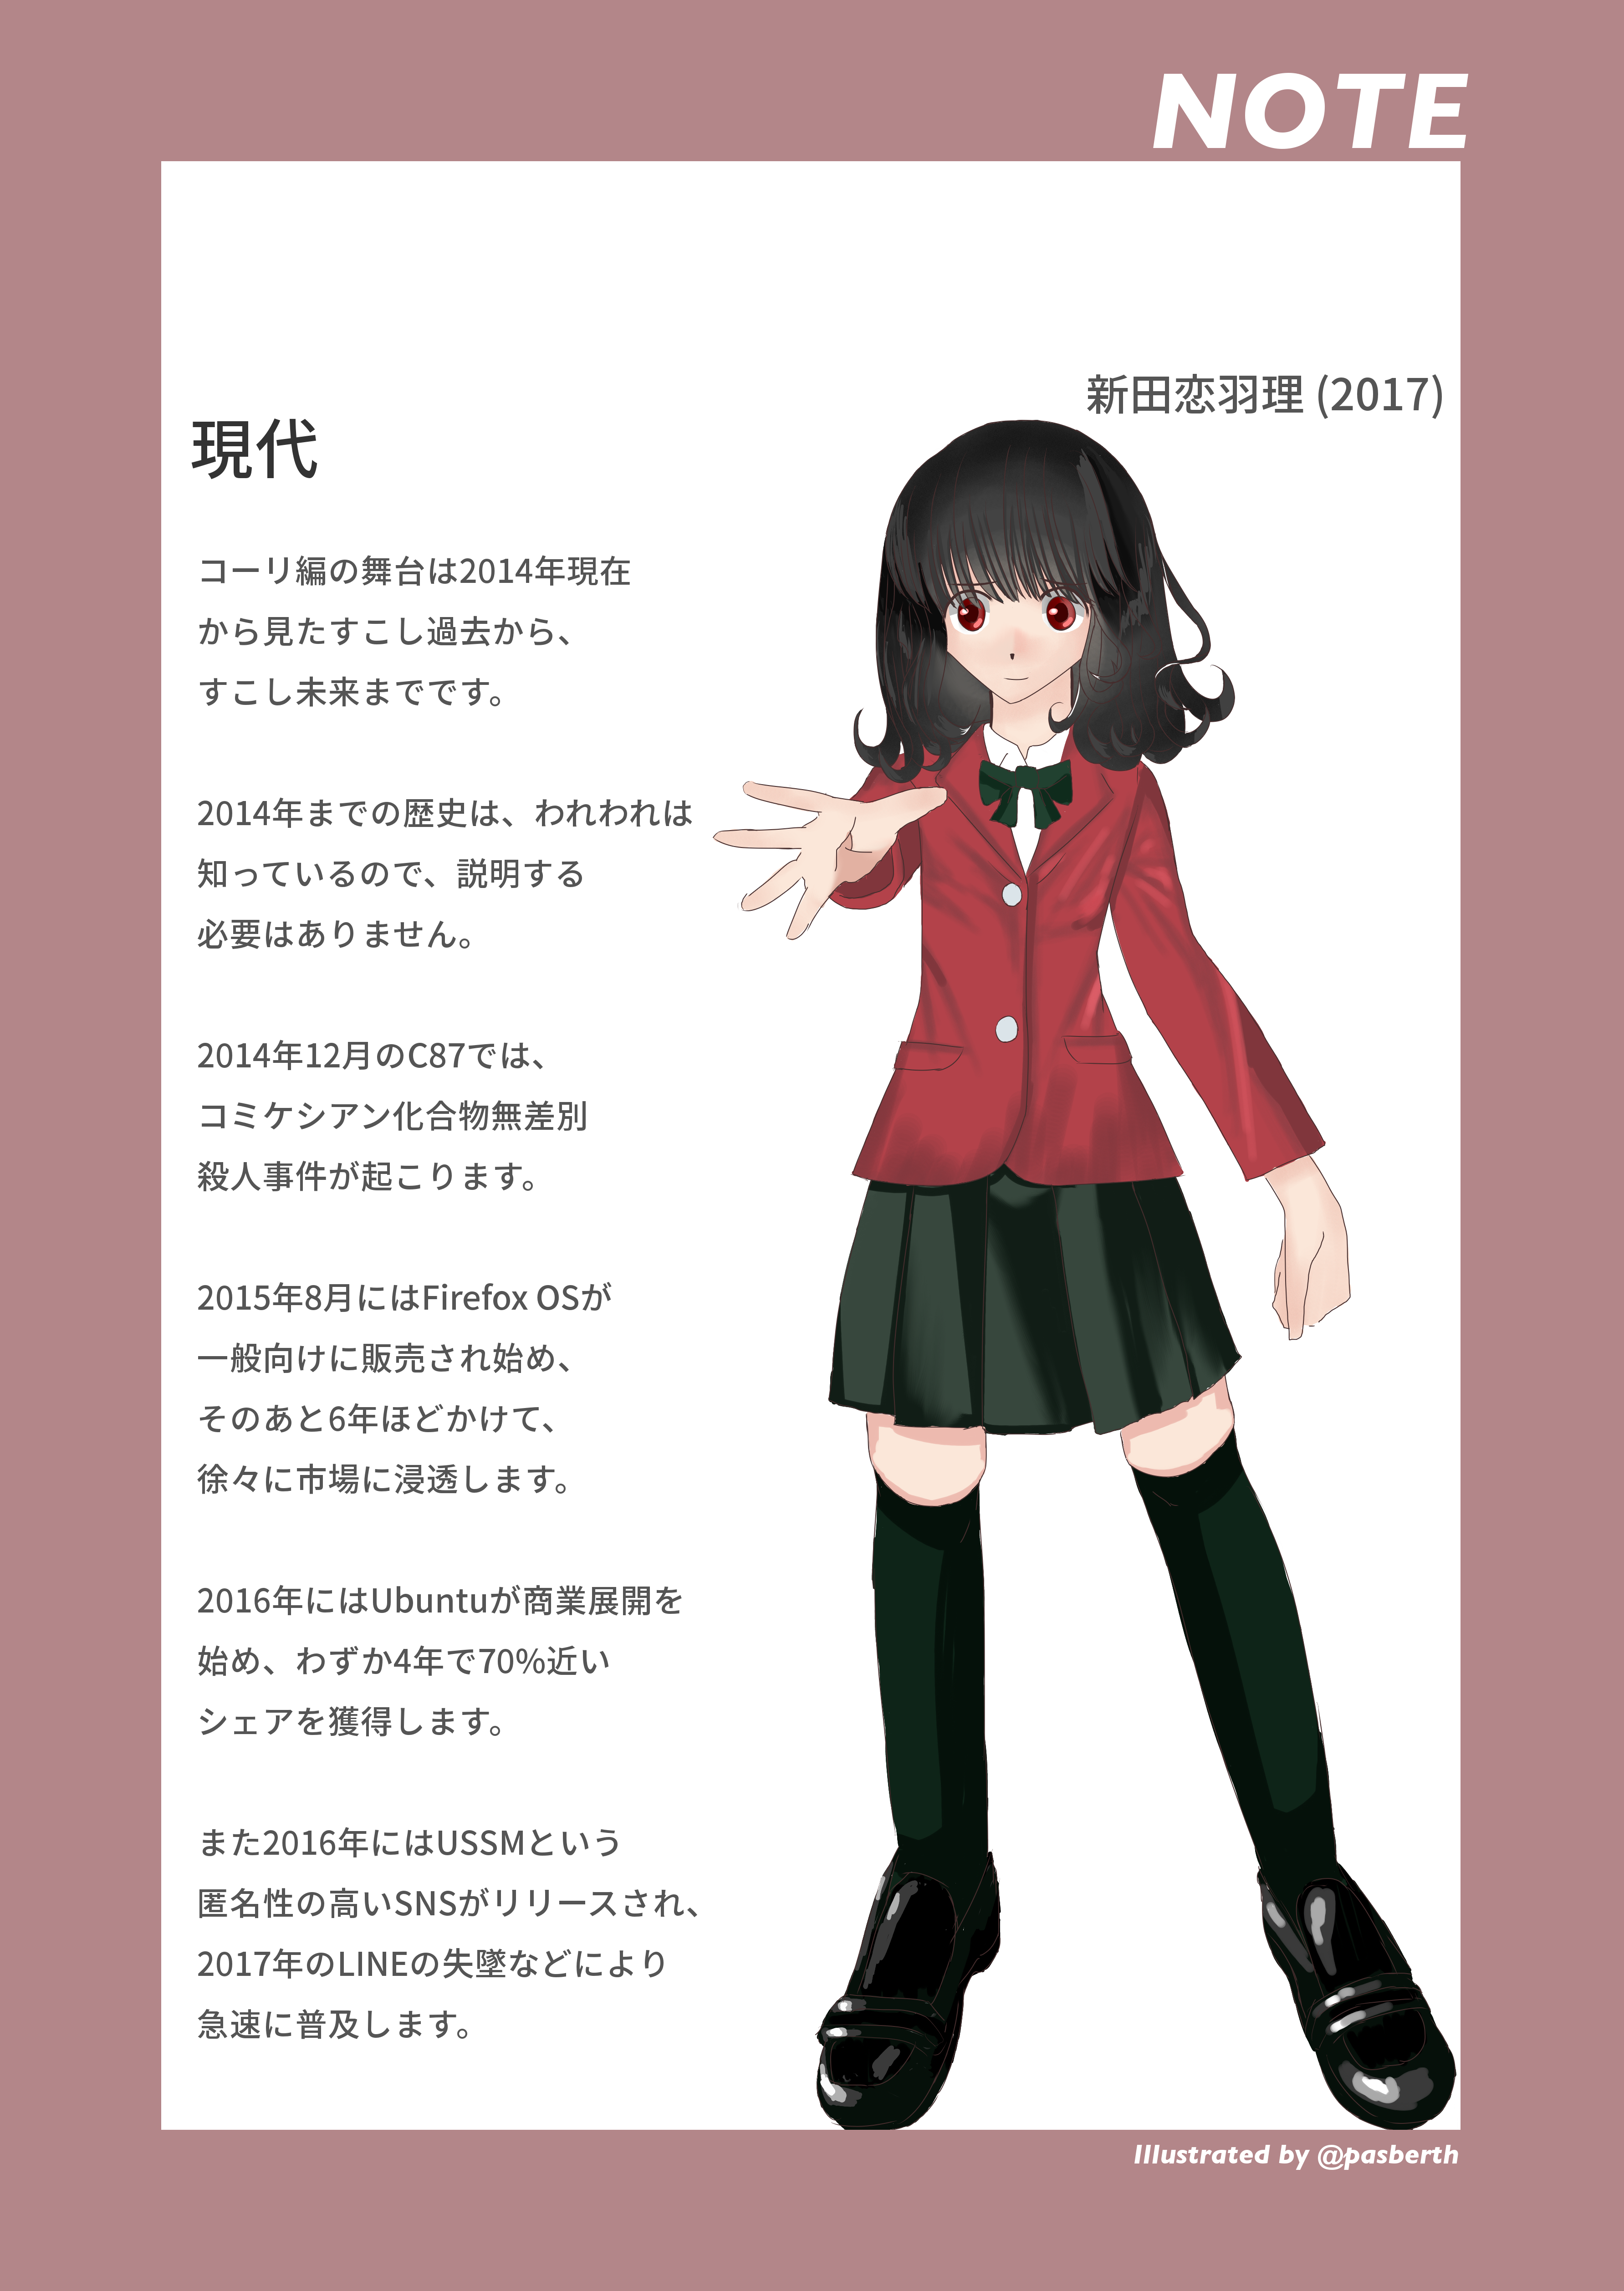 NOTE
新田恋羽理 (2017)
現代
コーリ編の舞台は2014年現在
から見たすこし過去から、
すこし未来までです。
2014年までの歴史は、われわれは
知っているので、説明する
必要はありません。
2014年12月のC87では、
コミケシアン化合物無差別
殺人事件が起こります。
2015年8月にはFirefox OSが
一般向けに販売され始め、
そのあと6年ほどかけて、
徐々に市場に浸透します。
2016年にはUbuntuが商業展開を
始め、わずか4年で70%近い
シェアを獲得します。
また2016年にはUSSMという
匿名性の高いSNSがリリースされ、
2017年のLINEの失墜などにより
急速に普及します。
Illustrated by @pasberth